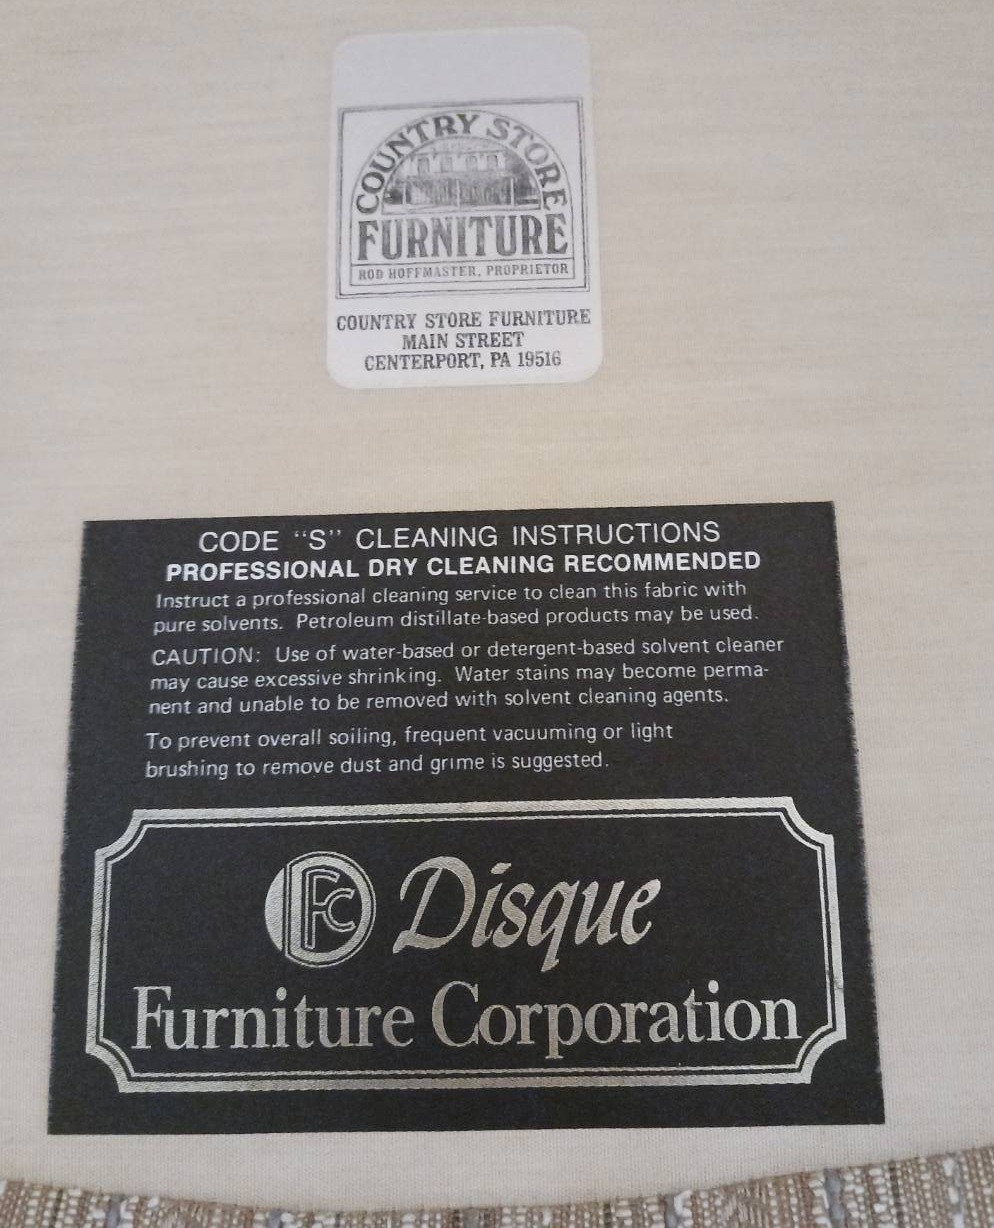 COUNTRY STORE
FURNITURE
ROD HOFFMASTER, PROPRIETOR
COUNTRY STORE FURNITURE
MAIN STREET
CENTERPORT, PA 19516
CODE "S" CLEANING INSTRUCTIONS
PROFESSIONAL DRY CLEANING RECOMMENDED
Instruct a professional cleaning service to clean this fabric with
pure solvents. Petroleum distillate-based products may be used.
CAUTION: Use of water-based or detergent-based solvent cleaner
may cause excessive shrinking. Water stains may become perma-
nent and unable to be removed with solvent cleaning agents.
To prevent overall soiling, frequent vacuuming or light
brushing to remove dust and grime is suggested.
DFC Disque
Furniture Corporation